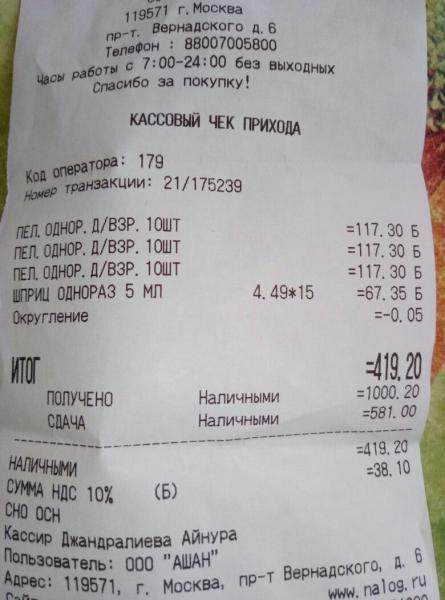 119571 г. Москва
пр-т. Вернадского д. 6
Телефон : 88007005800
Часы работы с 7:00-24:00 без выходных
Спасибо за покупку!
КАССОВЫЙ ЧЕК ПРИХОДА
Код оператора: 179
Номер транзакции: 21/175239
ПЕЛ. ОДНОР. Д/ВЗР. 10ШТ =117.30 Б
ПЕЛ. ОДНОР. Д/ВЗР. 10ШТ =117.30 Б
ПЕЛ. ОДНОР. Д/ВЗР. 10ШТ =117.30 Б
ШПРИЦ ОДНОРАЗ 5 МЛ 4.49*15 =67.35 Б
Округление =-0.05
ИТОГ =419.20
ПОЛУЧЕНО Наличными =1000.20
СДАЧА Наличными =581.00
НАЛИЧНЫМИ =419.20
СУММА НДС 10% (Б) =38.10
СНО ОСН
Кассир Джандралиева Айнура
Пользователь: ООО "АШАН"
Адрес: 119571, г. Москва, пр-т Вернадского, д. 6
www.nalog.ru